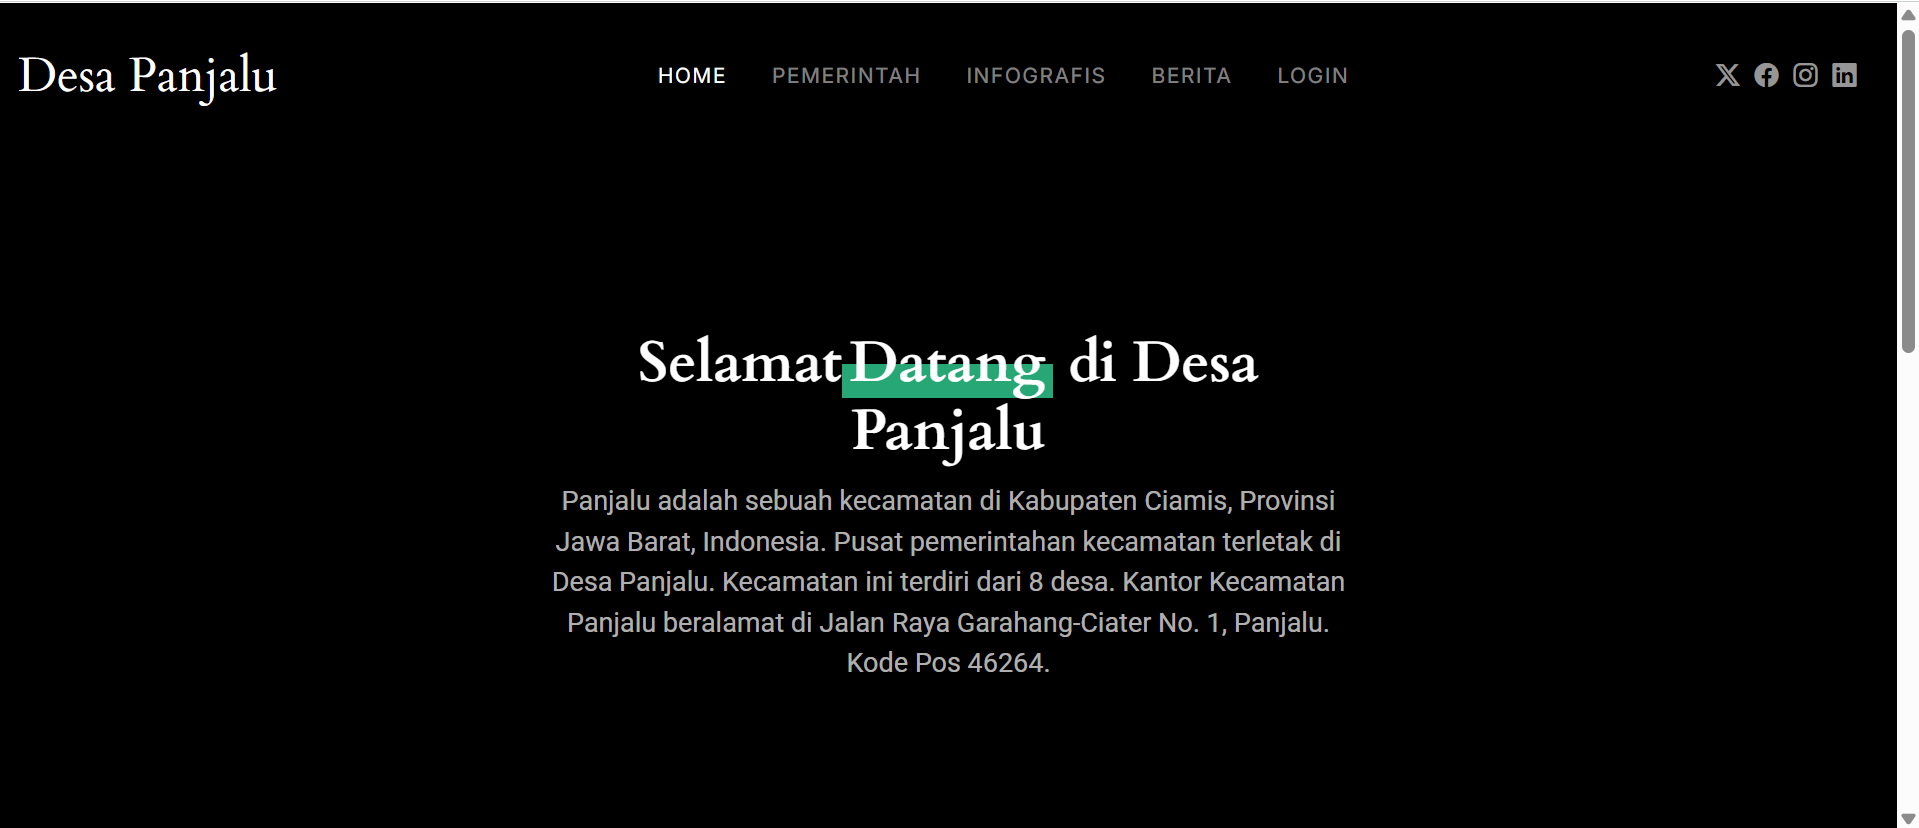 Desa Panjalu
HOME PEMERINTAH INFOGRAFIS BERITA LOGIN
Selamat Datang di Desa
Panjalu
Panjalu adalah sebuah kecamatan di Kabupaten Ciamis, Provinsi
Jawa Barat, Indonesia. Pusat pemerintahan kecamatan terletak di
Desa Panjalu. Kecamatan ini terdiri dari 8 desa. Kantor Kecamatan
Panjalu beralamat di Jalan Raya Garahang-Ciater No. 1, Panjalu.
Kode Pos 46264.